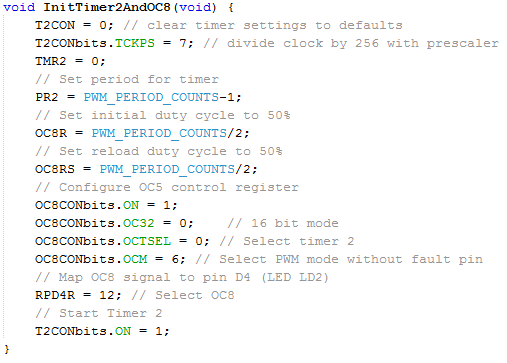 void InitTimer2AndOC8(void) {
T2CON = 0; // clear timer settings to defaults
T2CONbits.TCKPS = 7; // divide clock by 256 with prescaler
TMR2 = 0;
// Set period for timer
PR2 = PWM_PERIOD_COUNTS-1;
// Set initial duty cycle to 50%
OC8R = PWM_PERIOD_COUNTS/2;
// Set reload duty cycle to 50%
OC8RS = PWM_PERIOD_COUNTS/2;
// Configure OC5 control register
OC8CONbits.ON = 1;
OC8CONbits.OC32 = 0;    // 16 bit mode
OC8CONbits.OCTSEL = 0; // Select timer 2
OC8CONbits.OCM = 6; // Select PWM mode without fault pin
// Map OC8 signal to pin D4 (LED LD2)
RPD4R = 12; // Select OC8
// Start Timer 2
T2CONbits.ON = 1;
}